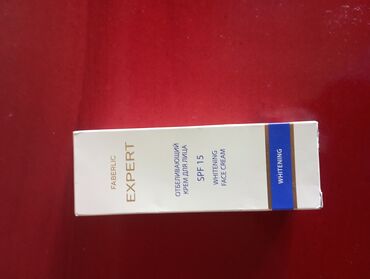 FABERLIC
EXPERT
ОТБЕЛИВАЮЩИЙ
КРЕМ ДЛЯ ЛИЦА
SPF 15
WHITENING
FACE CREAM
WHITENING